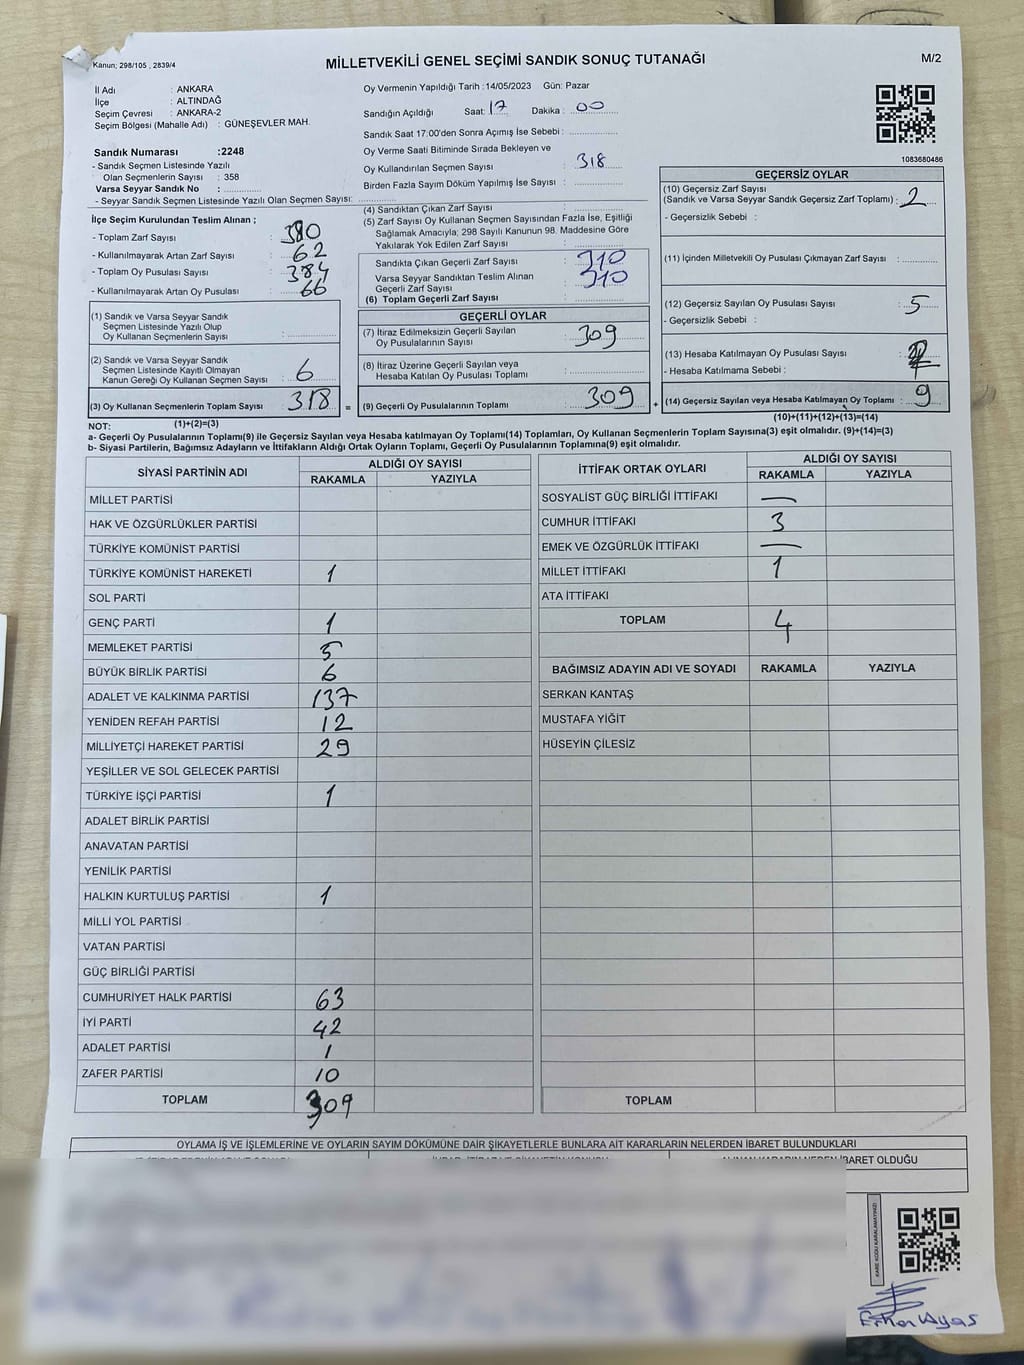 Kanun; 298/105 , 2839/4
MİLLETVEKİLİ GENEL SEÇİMİ SANDIK SONUÇ TUTANAĞI
M/2
İl Adı : ANKARA
İlçe : ALTINDAĞ
Seçim Çevresi : ANKARA-2
Seçim Bölgesi (Mahalle Adı) : GÜNEŞEVLER MAH.
Sandık Numarası :2248
- Sandık Seçmen Listesinde Yazılı
Olan Seçmenlerin Sayısı : 358
Varsa Seyyar Sandık No :
- Seyyar Sandık Seçmen Listesinde Yazılı Olan Seçmen Sayısı:
Oy Vermenin Yapıldığı Tarih :14/05/2023 Gün: Pazar
Sandığın Açıldığı Saat: 17 Dakika : 00
Sandık Saat 17:00'den Sonra Açımış İse Sebebi :
Oy Verme Saati Bitiminde Sırada Bekleyen ve
Oy Kullandırılan Seçmen Sayısı : 318
Birden Fazla Sayım Döküm Yapılmış İse Sayısı :
1083680486
İlçe Seçim Kurulundan Teslim Alınan ;
- Toplam Zarf Sayısı : 380
- Kullanılmayarak Artan Zarf Sayısı : 62
- Toplam Oy Pusulası Sayısı : 384
- Kullanılmayarak Artan Oy Pusulası : 66
(1) Sandık ve Varsa Seyyar Sandık
Seçmen Listesinde Yazılı Olup
Oy Kullanan Seçmenlerin Sayısı :
(2) Sandık ve Varsa Seyyar Sandık
Seçmen Listesinde Kayıtlı Olmayan
Kanun Gereği Oy Kullanan Seçmen Sayısı : 6
(3) Oy Kullanan Seçmenlerin Toplam Sayısı : 318 =
(4) Sandıktan Çıkan Zarf Sayısı :
(5) Zarf Sayısı Oy Kullanan Seçmen Sayısından Fazla İse, Eşitliği
Sağlamak Amacıyla; 298 Sayılı Kanunun 98. Maddesine Göre
Yakılarak Yok Edilen Zarf Sayısı :
Sandıkta Çıkan Geçerli Zarf Sayısı : 310
Varsa Seyyar Sandıktan Teslim Alınan
Geçerli Zarf Sayısı : 310
(6) Toplam Geçerli Zarf Sayısı :
GEÇERLİ OYLAR
(7) İtiraz Edilmeksizin Geçerli Sayılan
Oy Pusulalarının Sayısı : 309
(8) İtiraz Üzerine Geçerli Sayılan veya
Hesaba Katılan Oy Pusulası Toplamı :
(9) Geçerli Oy Pusulalarının Toplamı : 309 +
GEÇERSİZ OYLAR
(10) Geçersiz Zarf Sayısı
(Sandık ve Varsa Seyyar Sandık Geçersiz Zarf Toplamı) : 2
- Geçersizlik Sebebi :
(11) İçinden Milletvekili Oy Pusulası Çıkmayan Zarf Sayısı :
(12) Geçersiz Sayılan Oy Pusulası Sayısı : 5
- Geçersizlik Sebebi :
(13) Hesaba Katılmayan Oy Pusulası Sayısı :
- Hesaba Katılmama Sebebi :
(14) Geçersiz Sayılan veya Hesaba Katılmayan Oy Toplamı : 9
(10)+(11)+(12)+(13)=(14)
NOT: (1)+(2)=(3)
a- Geçerli Oy Pusulalarının Toplamı(9) ile Geçersiz Sayılan veya Hesaba katılmayan Oy Toplamı(14) Toplamları, Oy Kullanan Seçmenlerin Toplam Sayısına(3) eşit olmalıdır. (9)+(14)=(3)
b- Siyasi Partilerin, Bağımsız Adayların ve İttifakların Aldığı Ortak Oyların Toplamı, Geçerli Oy Pusulalarının Toplamına(9) eşit olmalıdır.
SİYASİ PARTİNİN ADI ALDIĞI OY SAYISI
RAKAMLA YAZIYLA
MİLLET PARTİSİ
HAK VE ÖZGÜRLÜKLER PARTİSİ
TÜRKİYE KOMÜNİST PARTİSİ
TÜRKİYE KOMÜNİST HAREKETİ 1
SOL PARTİ
GENÇ PARTİ 1
MEMLEKET PARTİSİ 5
BÜYÜK BİRLİK PARTİSİ 6
ADALET VE KALKINMA PARTİSİ 137
YENİDEN REFAH PARTİSİ 12
MİLLİYETÇİ HAREKET PARTİSİ 29
YEŞİLLER VE SOL GELECEK PARTİSİ
TÜRKİYE İŞÇİ PARTİSİ 1
ADALET BİRLİK PARTİSİ
ANAVATAN PARTİSİ
YENİLİK PARTİSİ
HALKIN KURTULUŞ PARTİSİ 1
MİLLİ YOL PARTİSİ
VATAN PARTİSİ
GÜÇ BİRLİĞİ PARTİSİ
CUMHURİYET HALK PARTİSİ 63
İYİ PARTİ 42
ADALET PARTİSİ 1
ZAFER PARTİSİ 10
TOPLAM 309
İTTİFAK ORTAK OYLARI ALDIĞI OY SAYISI
RAKAMLA YAZIYLA
SOSYALİST GÜÇ BİRLİĞİ İTTİFAKI —
CUMHUR İTTİFAKI 3
EMEK VE ÖZGÜRLÜK İTTİFAKI —
MİLLET İTTİFAKI 1
ATA İTTİFAKI
TOPLAM 4
BAĞIMSIZ ADAYIN ADI VE SOYADI RAKAMLA YAZIYLA
SERKAN KANTAŞ
MUSTAFA YİĞİT
HÜSEYİN ÇİLESİZ
TOPLAM
OYLAMA İŞ VE İŞLEMLERİNE VE OYLARIN SAYIM DÖKÜMÜNE DAİR ŞİKAYETLERLE BUNLARA AİT KARARLARIN NELERDEN İBARET BULUNDUKLARI
ALINAN KARARIN NEDEN İBARET OLDUĞU
KARE KODU KARALAMAYINIZ!